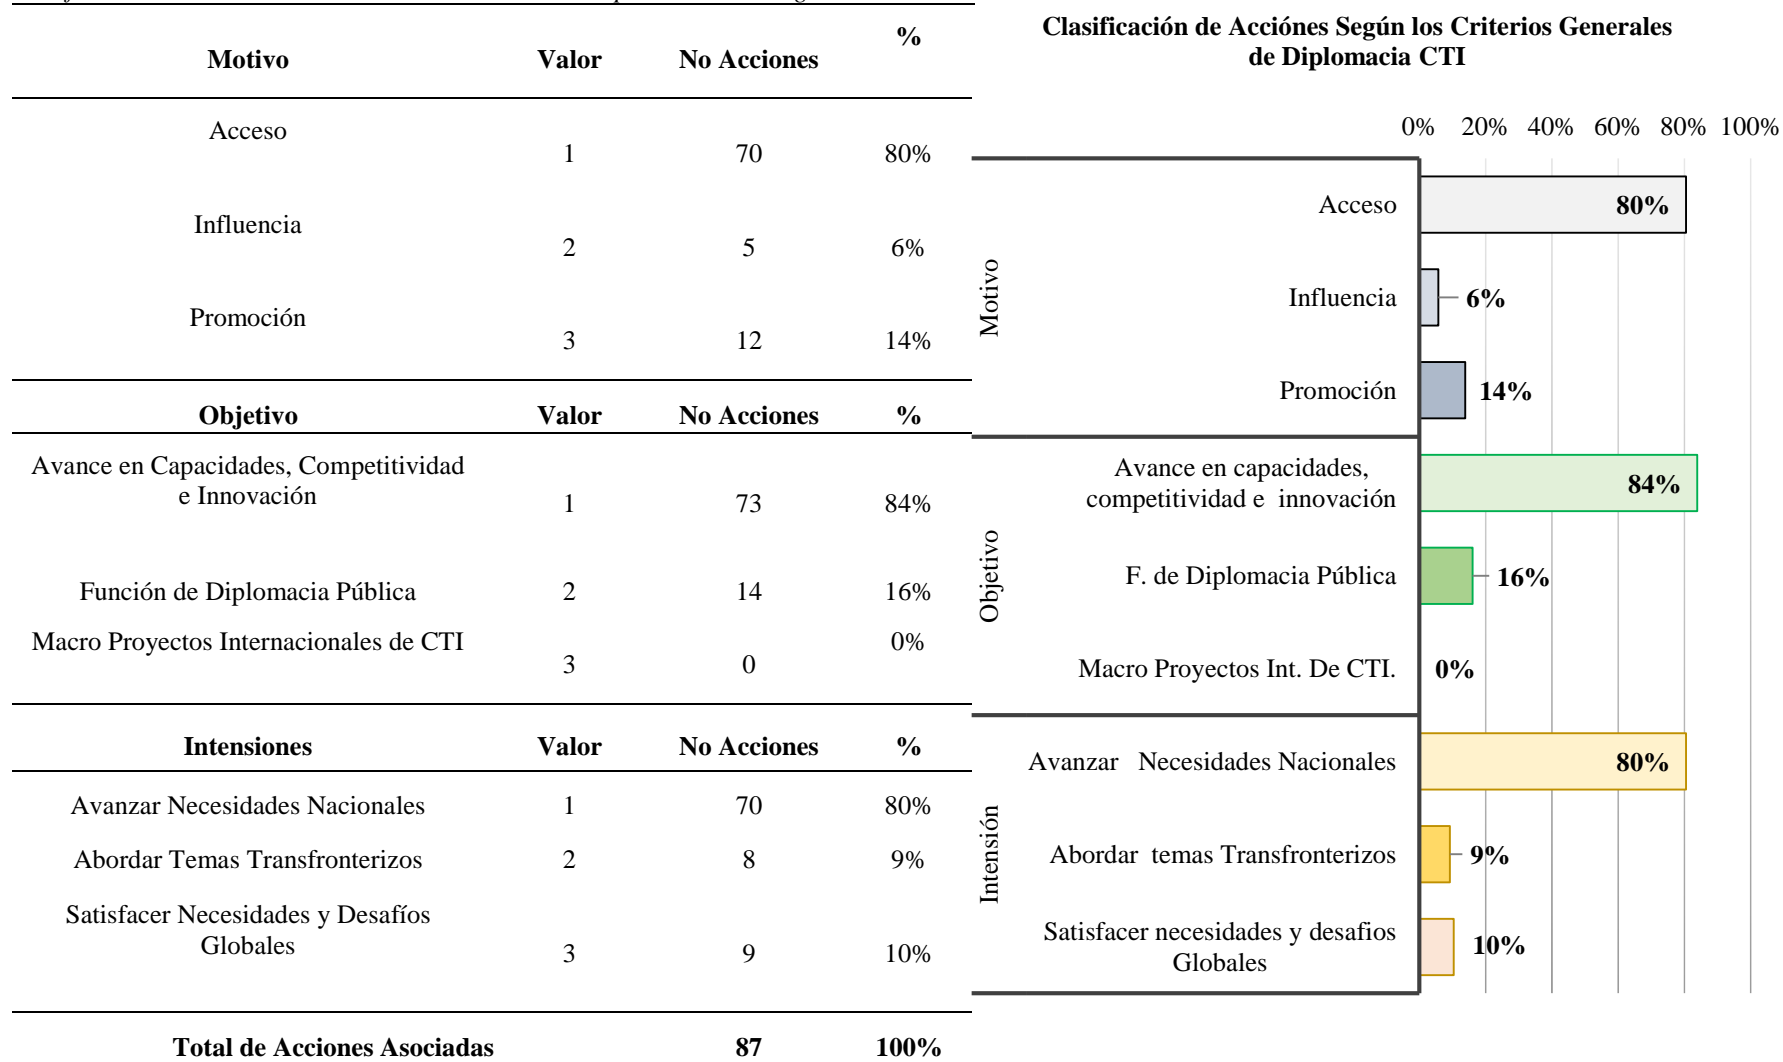 Motivo Valor No Acciones %
Acceso 1 70 80%
Influencia 2 5 6%
Promoción 3 12 14%
Objetivo Valor No Acciones %
Avance en Capacidades, Competitividad
e Innovación 1 73 84%
Función de Diplomacia Pública 2 14 16%
Macro Proyectos Internacionales de CTI 3 0 0%
Intensiones Valor No Acciones %
Avanzar Necesidades Nacionales 1 70 80%
Abordar Temas Transfronterizos 2 8 9%
Satisfacer Necesidades y Desafíos
Globales 3 9 10%
Total de Acciones Asociadas 87 100%
Clasificación de Acciónes Según los Criterios Generales
de Diplomacia CTI
0% 20% 40% 60% 80% 100%
Motivo
Acceso 80%
Influencia 6%
Promoción 14%
Objetivo
Avance en capacidades,
competitividad e innovación 84%
F. de Diplomacia Pública 16%
Macro Proyectos Int. De CTI. 0%
Intensión
Avanzar Necesidades Nacionales 80%
Abordar temas Transfronterizos 9%
Satisfacer necesidades y desafios
Globales 10%